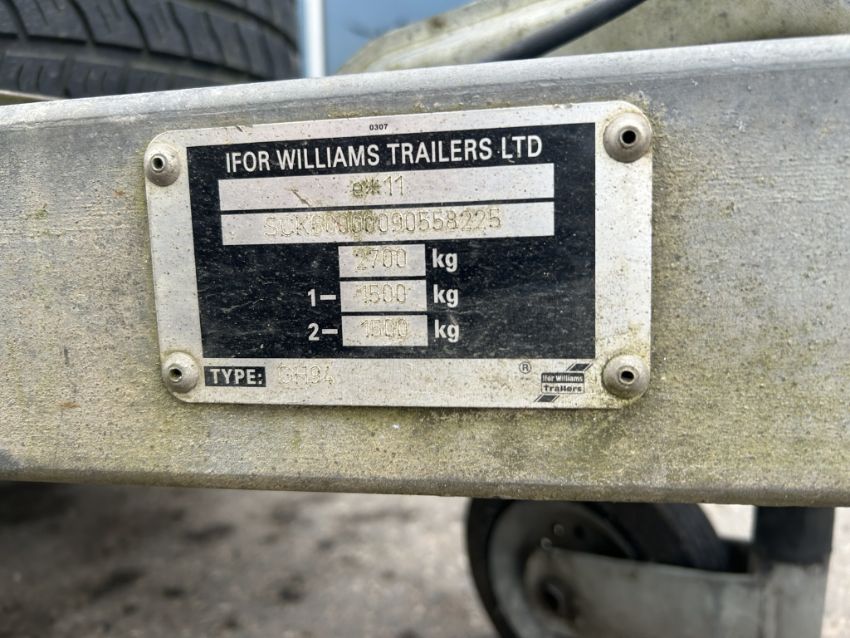 0307
IFOR WILLIAMS TRAILERS LTD
e*11
SCK60000090558225
2700 kg
1- 1500 kg
2- 1500 kg
TYPE: GH94
®
Ifor Williams
Trailers